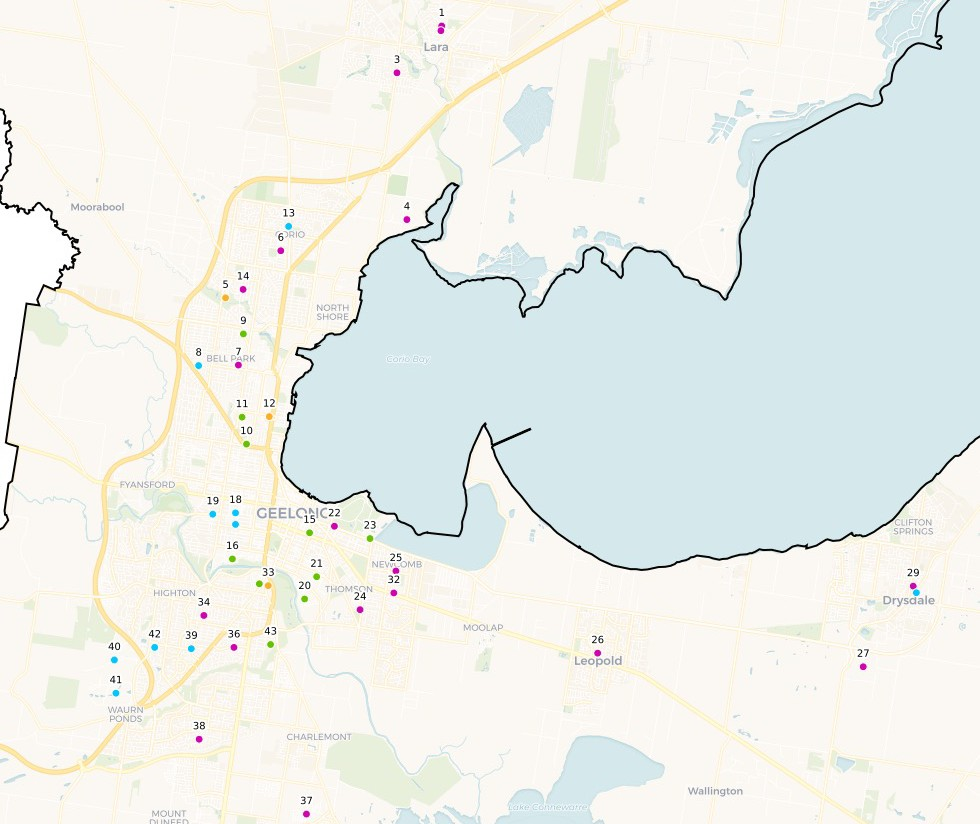 1
Lara
3
Moorabool
4
13
CORIO
6
14
5
NORTH
SHORE
9
Corio Bay
8
7
BELL PARK
11
12
10
FYANSFORD
19
18
GEELONG
22
15
23
CLIFTON
SPRINGS
16
25
NEWCOMB
21
33
29
HIGHTON
THOMSON
32
20
24
Drysdale
34
MOOLAP
42
39
36
43
26
40
Leopold
27
41
WAURN
PONDS
38
CHARLEMONT
Wallington
37
Lake Connewarre
MOUNT
DUNEED